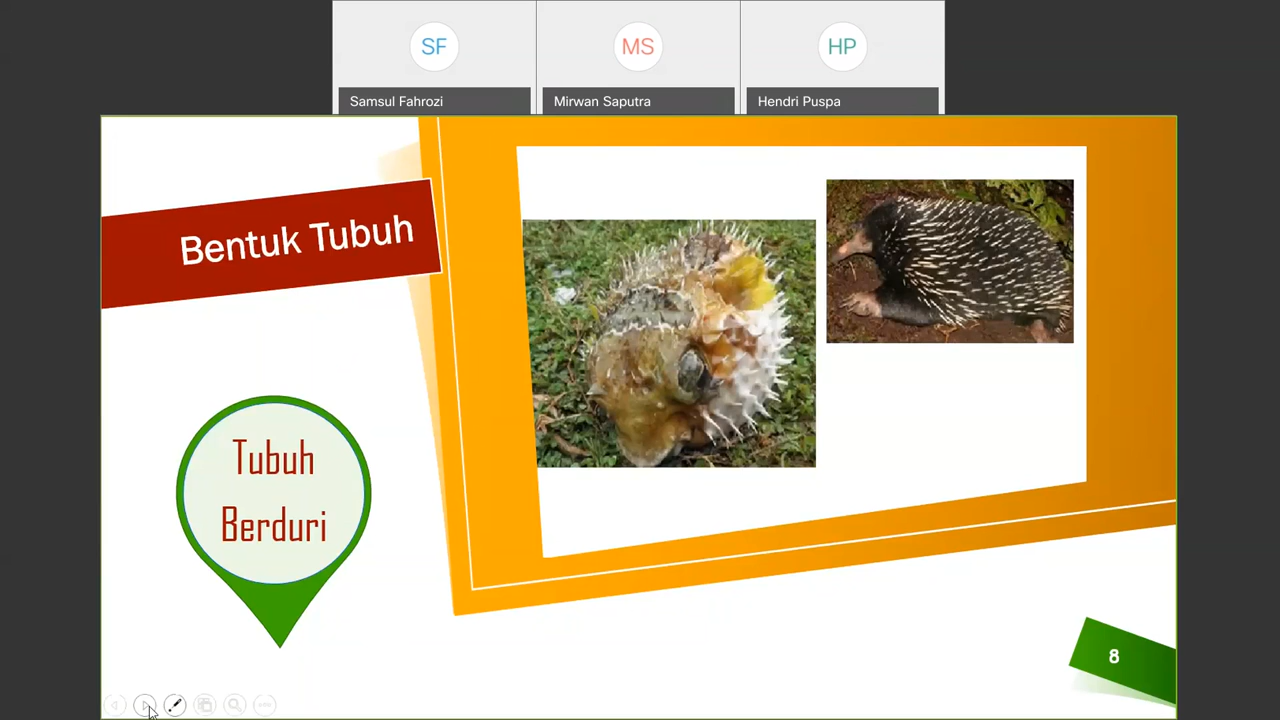 SF
MS
HP
Samsul Fahrozi
Mirwan Saputra
Hendri Puspa
Bentuk Tubuh
Tubuh
Berduri
8